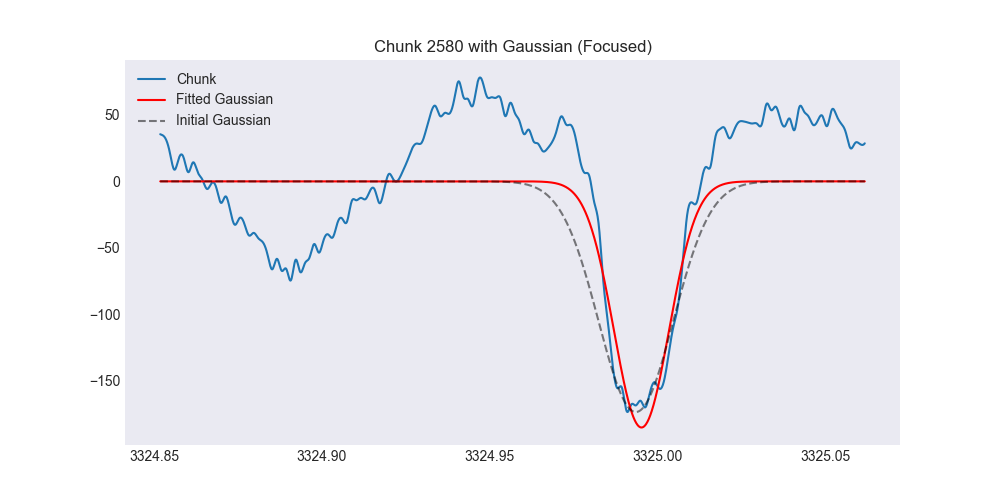 Chunk 2580 with Gaussian (Focused)
Chunk
Fitted Gaussian
Initial Gaussian
50
0
−50
−100
−150
3324.85 3324.90 3324.95 3325.00 3325.05